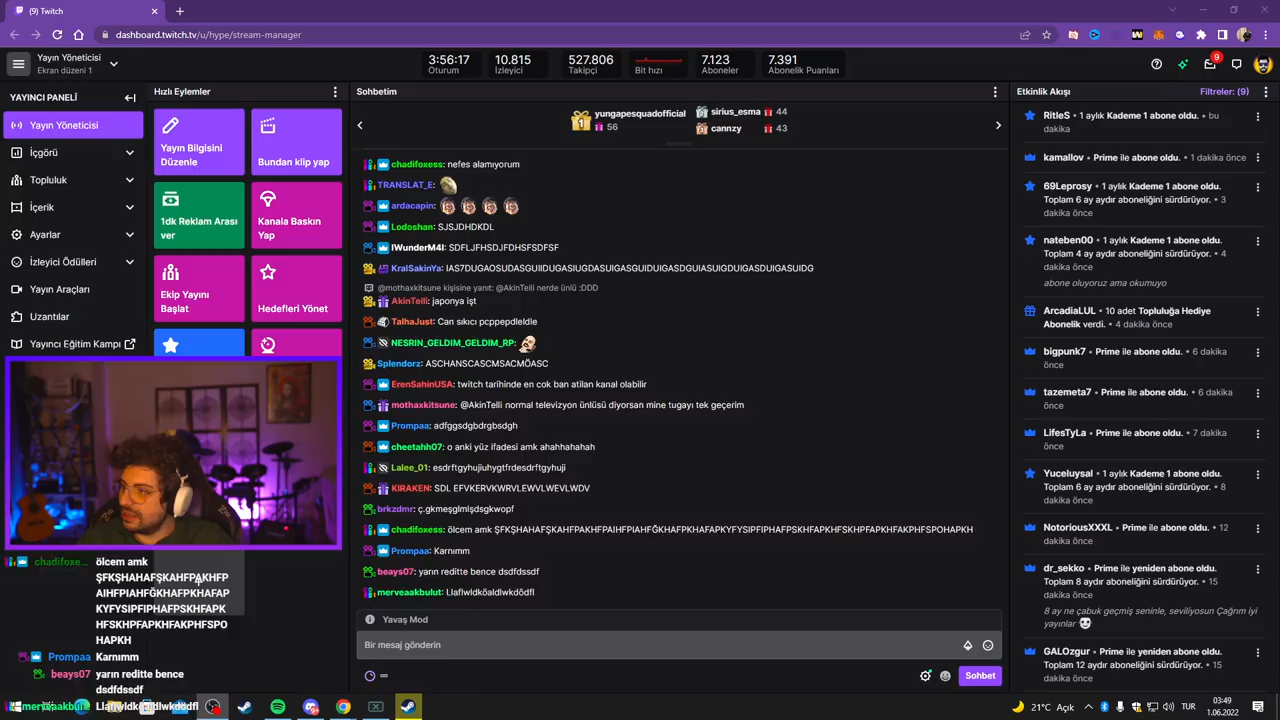 (9) Twitch
dashboard.twitch.tv/u/hype/stream-manager
Yayın Yöneticisi
Ekran düzeni 1
3:56:17
Oturum
10.815
İzleyici
527.806
Takipçi
Bit hızı
7.123
Aboneler
7.391
Abonelik Puanları
9
YAYINCI PANELİ
Yayın Yöneticisi
İçgörü
Topluluk
İçerik
Ayarlar
İzleyici Ödülleri
Yayın Araçları
Uzantılar
Yayıncı Eğitim Kampı
Hızlı Eylemler
Yayın Bilgisini
Düzenle
Bundan klip yap
1dk Reklam Arası
ver
Kanala Baskın
Yap
Ekip Yayını
Başlat
Hedefleri Yönet
Sohbetim
1
yungapesquadofficial
56
sirius_esma 44
cannzy 43
chadifoxess: nefes alamıyorum
TRANSLAT_E:
ardacapin:
Lodoshan: SJSJDHDKDL
IWunderM4I: SDFLJFHSDJFDHSFSDFSF
KralSakinYa: IAS7DUGAOSUDASGUIIDUGASIUGDASUIGASGUIDUIGASDGUIASUIGDUIGASDUIGASUIDG
@mothaxkitsune kişisine yanıt: @AkinTelli nerde ünlü :DDD
AkinTelli: japonya işt
TalhaJust: Can sıkıcı pcppepdleldle
NESRIN_GELDIM_GELDIM_RP:
Splendorz: ASCHANSCASCMSACMÖASC
ErenSahinUSA: twitch tarihinde en cok ban atilan kanal olabilir
mothaxkitsune: @AkinTelli normal televizyon ünlüsü diyorsan mine tugayı tek geçerim
Prompaa: adfggsdgbdrgbsdgh
cheetahh07: o anki yüz ifadesi amk ahahhahahah
Lalee_01: esdrftgyhujiuhygtfrdesdrftgyhuji
KIRAKEN: SDL EFVKERVKWRVLEWVLWEVLWDV
brkzdmr: ç.gkmeşglmlşdsgkwopf
chadifoxess: ölcem amk ŞFKŞHAHAFŞKAHFPAKHFPAIHFPIAHFĞKHAFPKHAFAPKYFYSIPFIPHAFPSKHFAPKHFSKHPFAPKHFAKPHFSPOHAPKH
Prompaa: Karnımm
beays07: yarın reditte bence dsdfdssdf
merveaakbulut: Llaflwldköaldlwkdödfl
Yavaş Mod
Bir mesaj gönderin
Sohbet
Etkinlik Akışı
Filtreler: (9)
RitleS • 1 aylık Kademe 1 abone oldu. • bu
dakika
kamallov • Prime ile abone oldu. • 1 dakika önce
69Leprosy • 1 aylık Kademe 1 abone oldu.
Toplam 6 ay aydır aboneliğini sürdürüyor. • 3
dakika önce
nateben00 • 1 aylık Kademe 1 abone oldu.
Toplam 4 ay aydır aboneliğini sürdürüyor. • 4
dakika önce
abone oluyoruz ama okumuyo
ArcadiaLUL • 10 adet Topluluğa Hediye
Abonelik verdi. • 4 dakika önce
bigpunk7 • Prime ile abone oldu. • 6 dakika
önce
tazemeta7 • Prime ile abone oldu. • 6 dakika
önce
LifesTyLa • Prime ile abone oldu. • 7 dakika
önce
Yuceluysal • 1 aylık Kademe 1 abone oldu.
Toplam 6 ay aydır aboneliğini sürdürüyor. • 8
dakika önce
NotoriousXXXL • Prime ile abone oldu. • 12
dakika önce
dr_sekko • Prime ile yeniden abone oldu.
Toplam 8 aydır aboneliğini sürdürüyor. • 15
dakika önce
8 ay ne çabuk geçmiş seninle, seviliyosun Çağrım iyi
yayınlar
GALOzgur • Prime ile yeniden abone oldu.
Toplam 12 aydır aboneliğini sürdürüyor. • 15
dakika önce
chadifoxe... ölcem amk
ŞFKŞHAHAFŞKAHFPAKHFP
AIHFPIAHFĞKHAFPKHAFAP
KYFYSIPFIPHAFPSKHFAPK
HFSKHPFAPKHFAKPHFSPO
HAPKH
Prompaa Karnımm
beays07 yarın reditte bence
dsdfdssdf
merveaakbulut Llaflwldköaldlwkdödfl
21°C Açık
TUR
03:49
1.06.2022